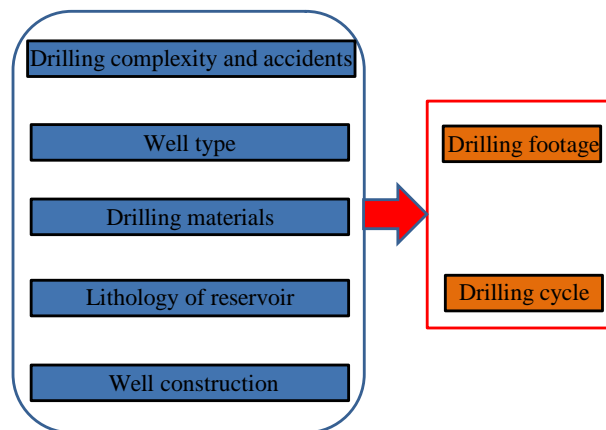 Drilling complexity and accidents
Well type
Drilling materials
Lithology of reservoir
Well construction
Drilling footage
Drilling cycle